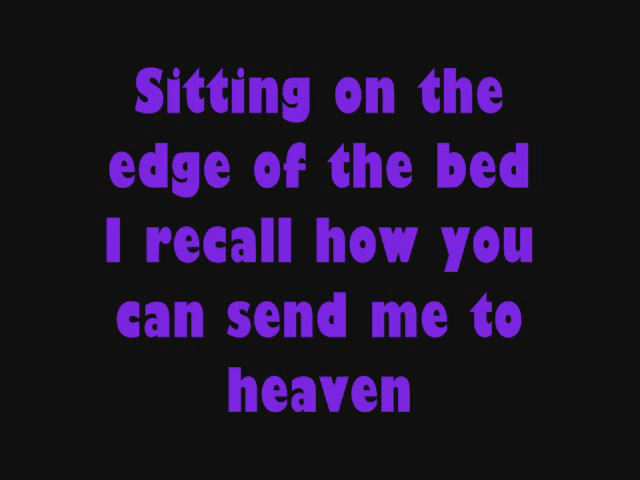 Sitting on the
edge of the bed
I recall how you
can send me to
heaven